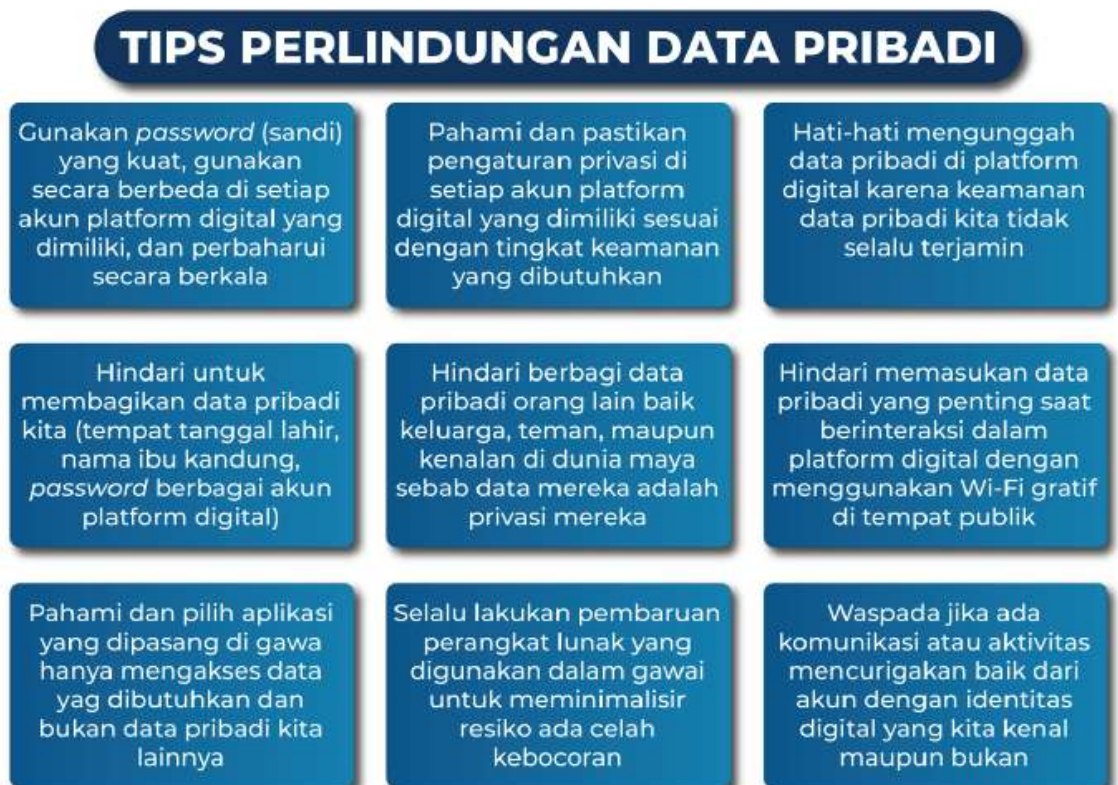 TIPS PERLINDUNGAN DATA PRIBADI
Gunakan password (sandi)
yang kuat, gunakan
secara berbeda di setiap
akun platform digital yang
dimiliki, dan perbaharui
secara berkala
Pahami dan pastikan
pengaturan privasi di
setiap akun platform
digital yang dimiliki sesuai
dengan tingkat keamanan
yang dibutuhkan
Hati-hati mengunggah
data pribadi di platform
digital karena keamanan
data pribadi kita tidak
selalu terjamin
Hindari untuk
membagikan data pribadi
kita (tempat tanggal lahir,
nama ibu kandung,
password berbagai akun
platform digital)
Hindari berbagi data
pribadi orang lain baik
keluarga, teman, maupun
kenalan di dunia maya
sebab data mereka adalah
privasi mereka
Hindari memasukan data
pribadi yang penting saat
berinteraksi dalam
platform digital dengan
menggunakan Wi-Fi gratif
di tempat publik
Pahami dan pilih aplikasi
yang dipasang di gawa
hanya mengakses data
yag dibutuhkan dan
bukan data pribadi kita
lainnya
Selalu lakukan pembaruan
perangkat lunak yang
digunakan dalam gawai
untuk meminimalisir
resiko ada celah
kebocoran
Waspada jika ada
komunikasi atau aktivitas
mencurigakan baik dari
akun dengan identitas
digital yang kita kenal
maupun bukan